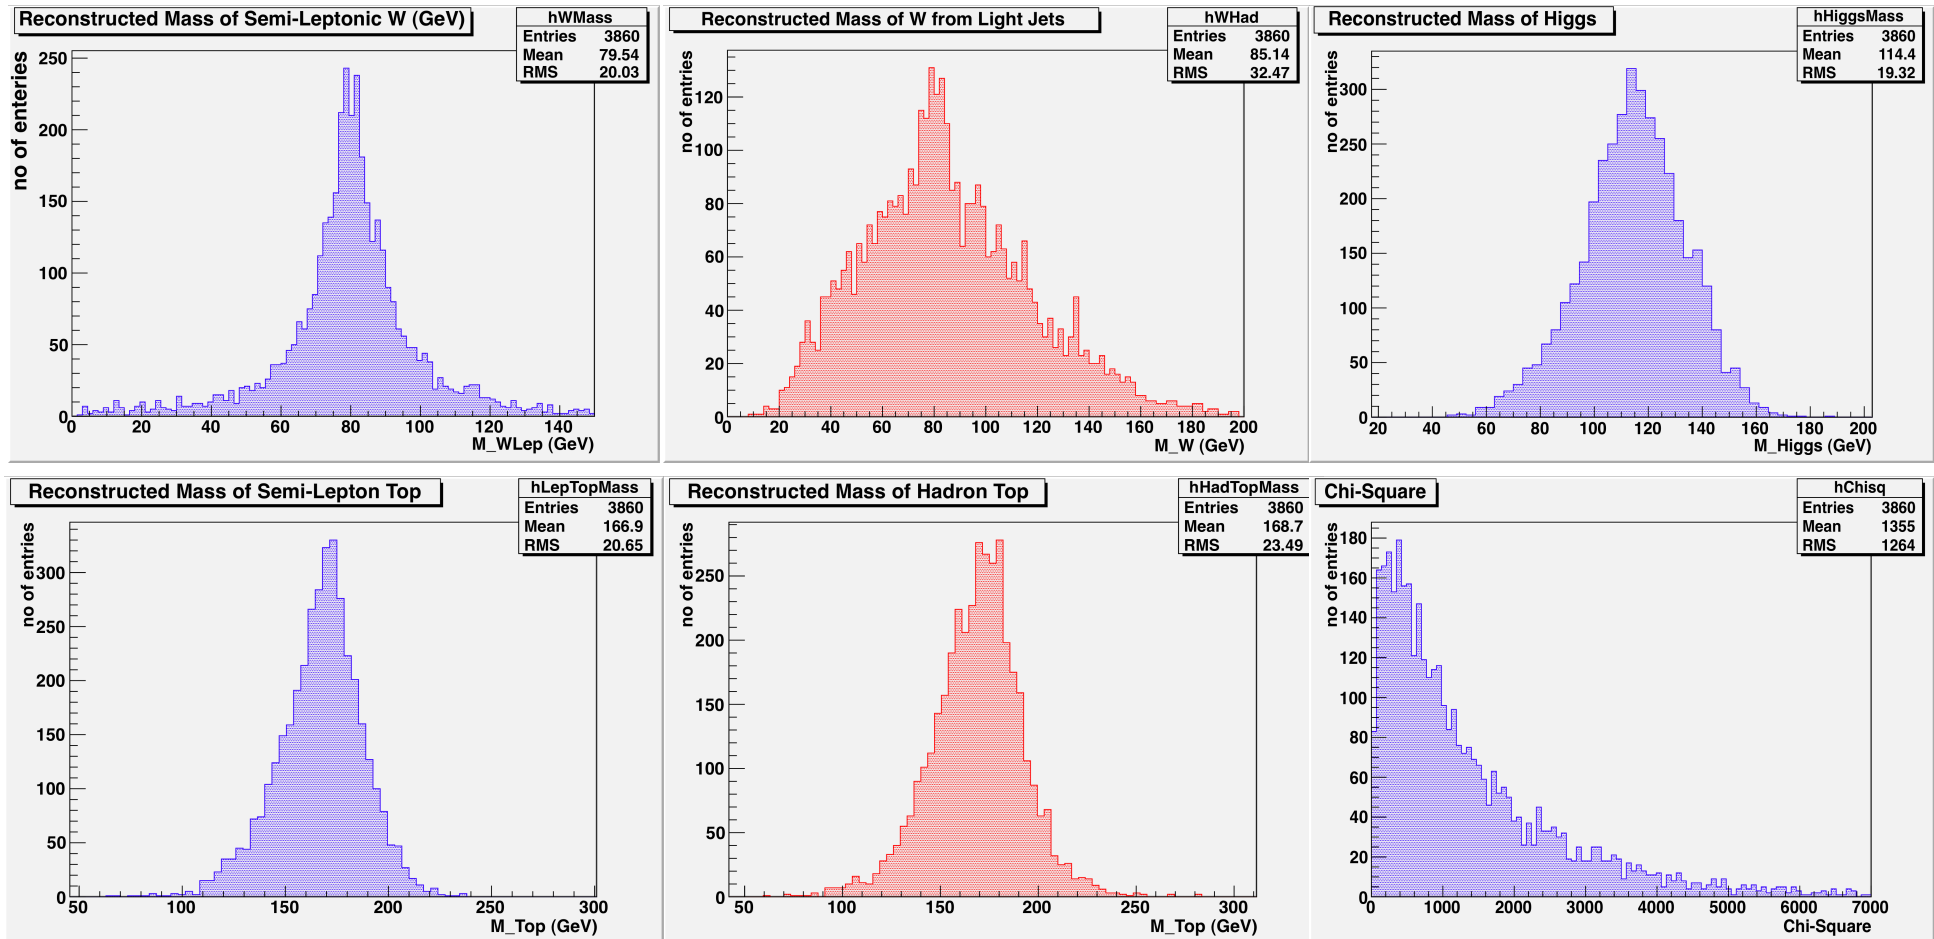 Reconstructed Mass of Semi-Leptonic W (GeV)
hWMass
Entries 3860
Mean 79.54
RMS 20.03
no of enteries
250
200
150
100
50
0
0 20 40 60 80 100 120 140
M_WLep (GeV)
Reconstructed Mass of W from Light Jets
hWHad
Entries 3860
Mean 85.14
RMS 32.47
no of entries
120
100
80
60
40
20
0
0 20 40 60 80 100 120 140 160 180 200
M_W (GeV)
Reconstructed Mass of Higgs
hHiggsMass
Entries 3860
Mean 114.4
RMS 19.32
no of entries
300
250
200
150
100
50
0
20 40 60 80 100 120 140 160 180 200
M_Higgs (GeV)
Reconstructed Mass of Semi-Lepton Top
hLepTopMass
Entries 3860
Mean 166.9
RMS 20.65
no of entries
300
250
200
150
100
50
0
50 100 150 200 250 300
M_Top (GeV)
Reconstructed Mass of Hadron Top
hHadTopMass
Entries 3860
Mean 168.7
RMS 23.49
no of entries
250
200
150
100
50
0
50 100 150 200 250 300
M_Top (GeV)
Chi-Square
hChisq
Entries 3860
Mean 1355
RMS 1264
no of entries
180
160
140
120
100
80
60
40
20
0
0 1000 2000 3000 4000 5000 6000 7000
Chi-Square